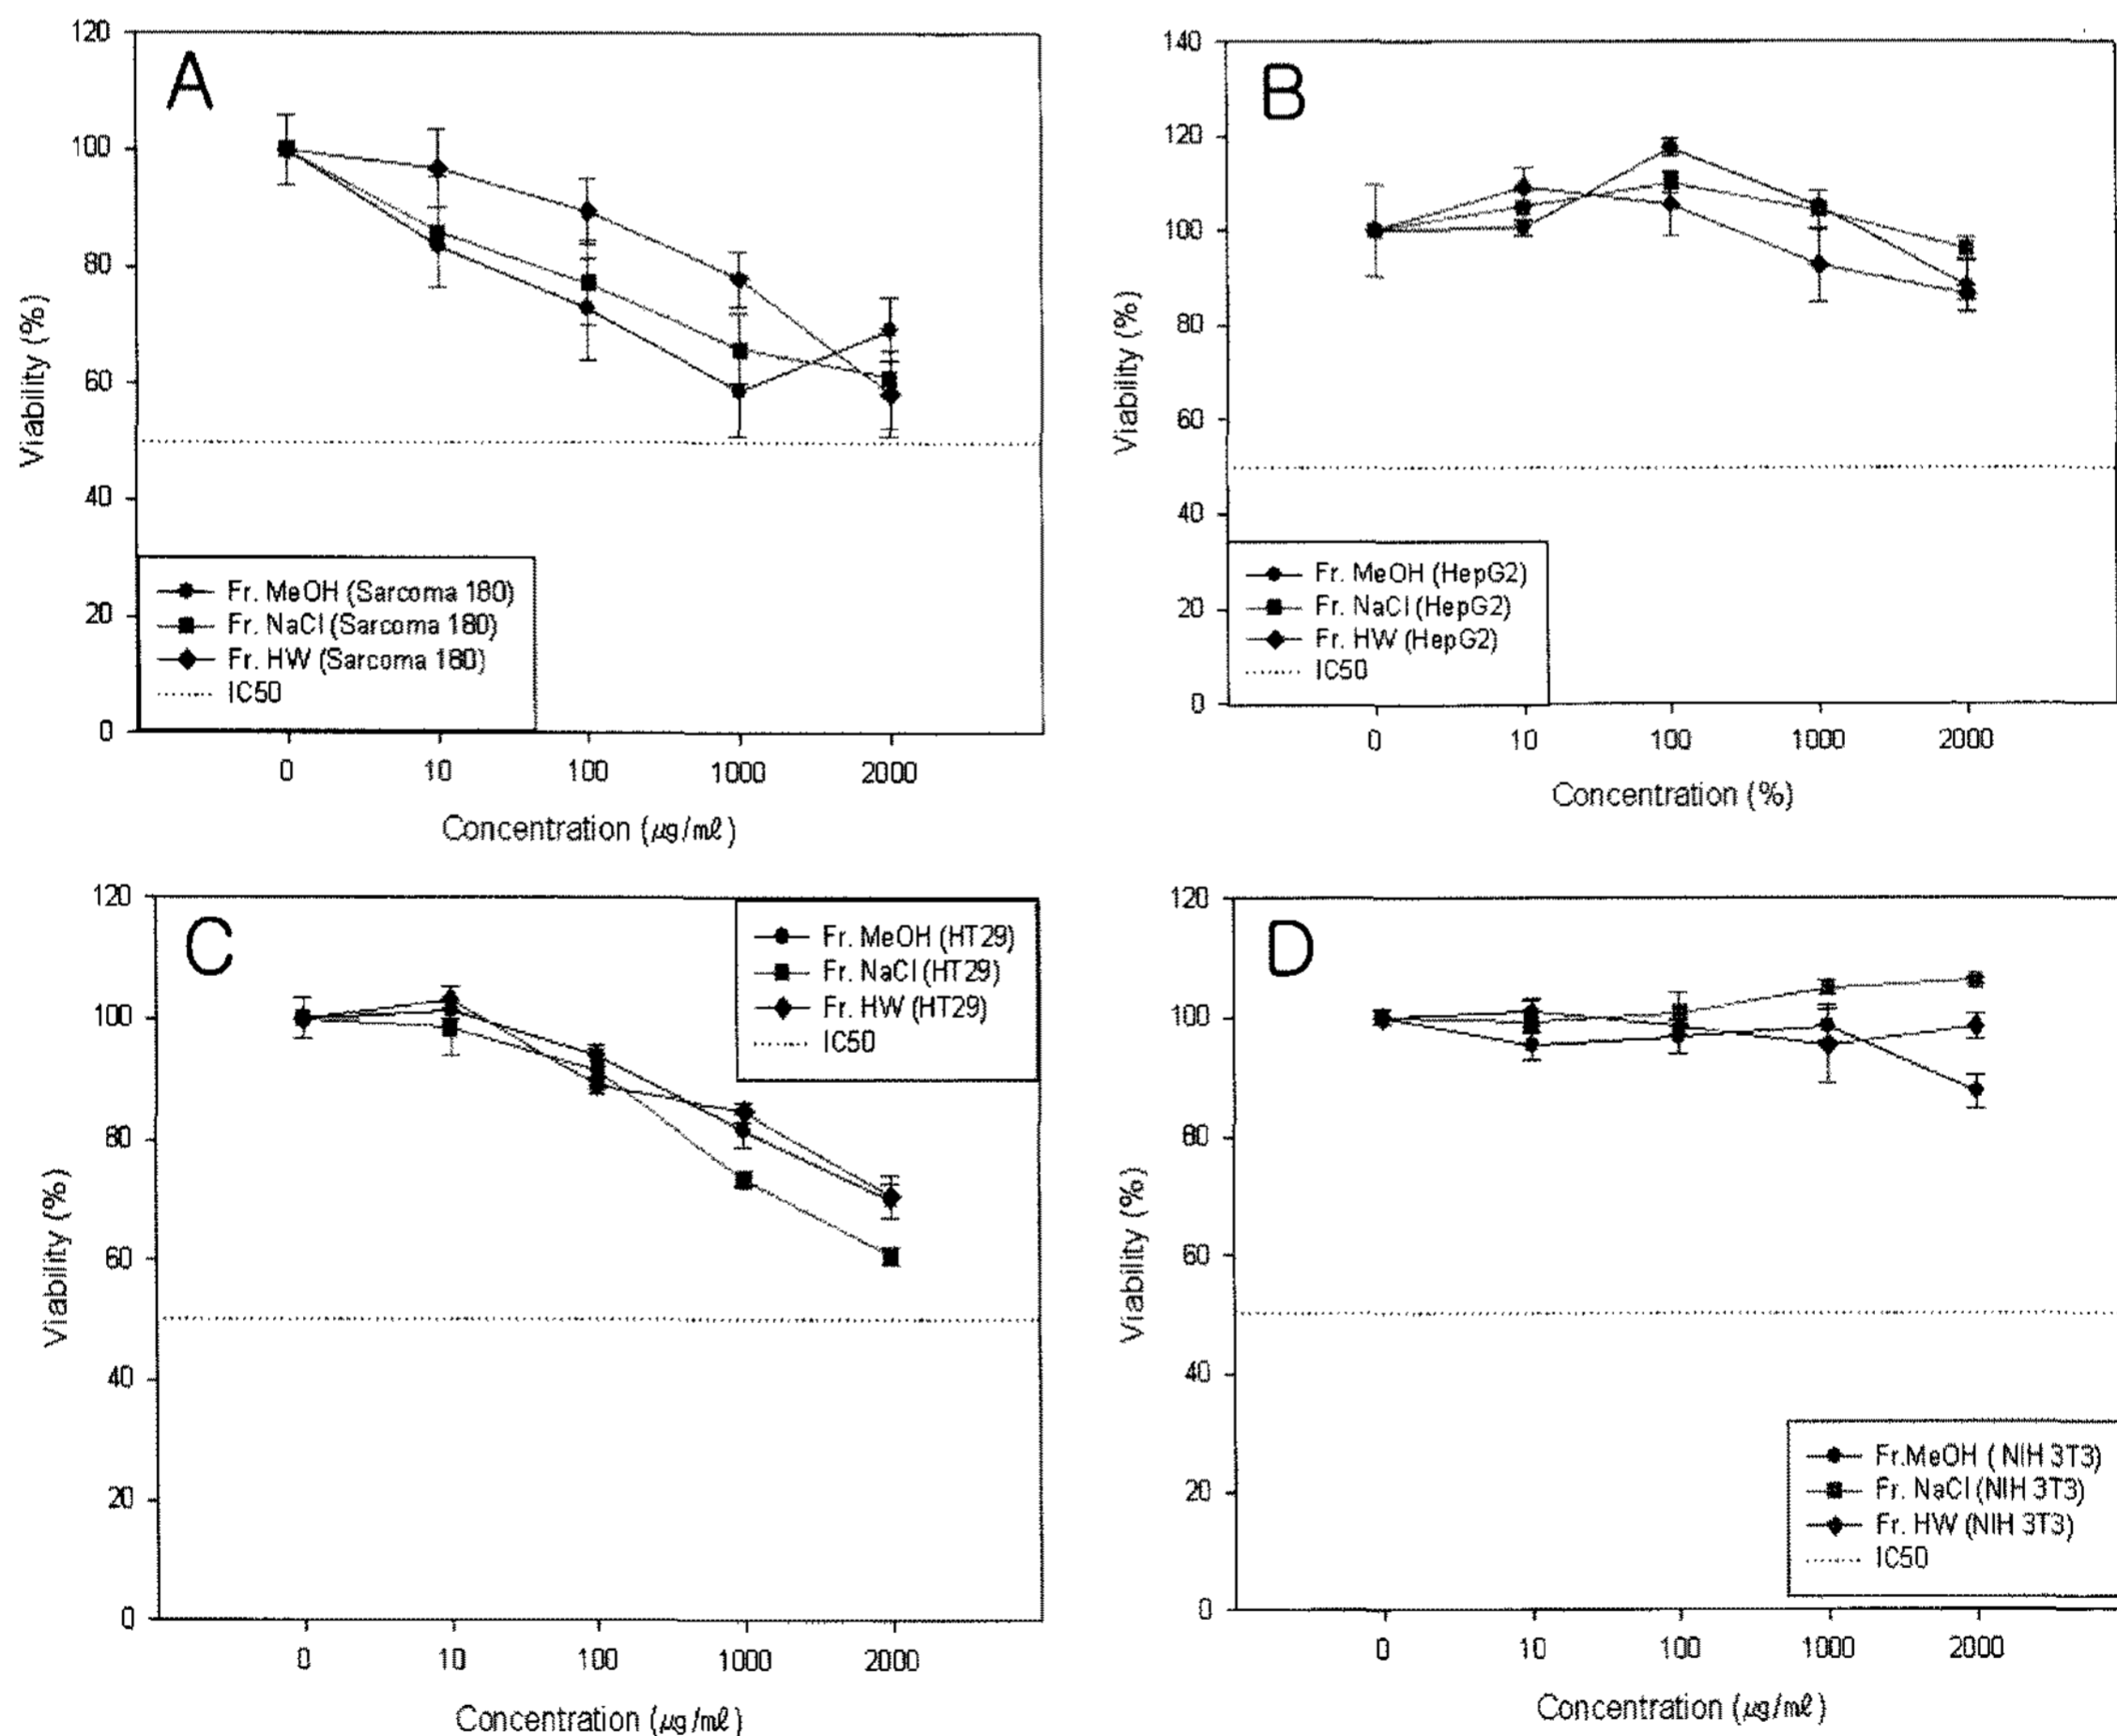 A
120
100
80
60
40
20
0
Viability (%)
Fr. MeOH (Sarcoma 180)
Fr. NaCl (Sarcoma 180)
Fr. HW (Sarcoma 180)
IC50
0 10 100 1000 2000
Concentration (㎍/㎖)
B
140
120
100
80
60
40
20
0
Viability (%)
Fr. MeOH (HepG2)
Fr. NaCl (HepG2)
Fr. HW (HepG2)
IC50
0 10 100 1000 2000
Concentration (%)
C
120
100
80
60
40
20
0
Viability (%)
Fr. MeOH (HT29)
Fr. NaCl (HT29)
Fr. HW (HT29)
IC50
0 10 100 1000 2000
Concentration (㎍/㎖)
D
120
100
80
60
40
20
0
Viability (%)
Fr.MeOH ( NIH 3T3)
Fr. NaCl (NIH 3T3)
Fr. HW (NIH 3T3)
IC50
0 10 100 1000 2000
Concentration (㎍/㎖)